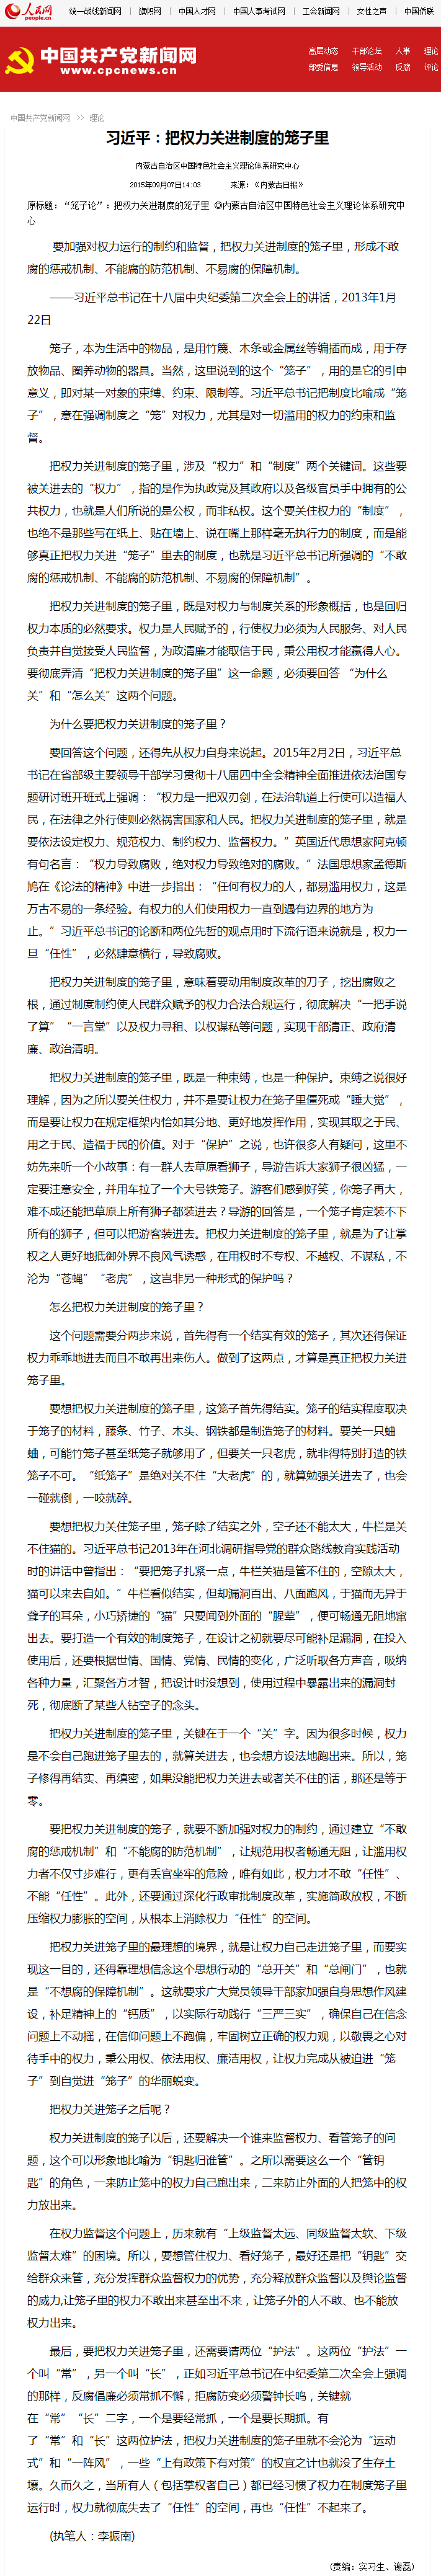 人民网
people.cn
统一战线新闻网 | 旗帜网 | 中国人才网 | 中国人事考试网 | 工会新闻网 | 女性之声 | 中国侨联
中国共产党新闻网
www.cpcnews.cn
高层动态 干部论坛 人事 理论
部委信息 领导活动 反腐 评论
中国共产党新闻网 >> 理论
习近平：把权力关进制度的笼子里
内蒙古自治区中国特色社会主义理论体系研究中心
2015年09月07日14:03 来源：《内蒙古日报》
原标题：“笼子论”：把权力关进制度的笼子里 ◎内蒙古自治区中国特色社会主义理论体系研究中
心
要加强对权力运行的制约和监督，把权力关进制度的笼子里，形成不敢
腐的惩戒机制、不能腐的防范机制、不易腐的保障机制。
——习近平总书记在十八届中央纪委第二次全会上的讲话，2013年1月
22日
笼子，本为生活中的物品，是用竹篾、木条或金属丝等编插而成，用于存
放物品、圈养动物的器具。当然，这里说到的这个“笼子”，用的是它的引申
意义，即对某一对象的束缚、约束、限制等。习近平总书记把制度比喻成“笼
子”，意在强调制度之“笼”对权力，尤其是对一切滥用的权力的约束和监
督。
把权力关进制度的笼子里，涉及“权力”和“制度”两个关键词。这些要
被关进去的“权力”，指的是作为执政党及其政府以及各级官员手中拥有的公
共权力，也就是人们所说的是公权，而非私权。这个要关住权力的“制度”，
也绝不是那些写在纸上、贴在墙上、说在嘴上那样毫无执行力的制度，而是能
够真正把权力关进“笼子”里去的制度，也就是习近平总书记所强调的“不敢
腐的惩戒机制、不能腐的防范机制、不易腐的保障机制”。
把权力关进制度的笼子里，既是对权力与制度关系的形象概括，也是回归
权力本质的必然要求。权力是人民赋予的，行使权力必须为人民服务、对人民
负责并自觉接受人民监督，为政清廉才能取信于民，秉公用权才能赢得人心。
要彻底弄清“把权力关进制度的笼子里”这一命题，必须要回答 “为什么
关”和“怎么关”这两个问题。
为什么要把权力关进制度的笼子里？
要回答这个问题，还得先从权力自身来说起。2015年2月2日，习近平总
书记在省部级主要领导干部学习贯彻十八届四中全会精神全面推进依法治国专
题研讨班开班式上强调：“权力是一把双刃剑，在法治轨道上行使可以造福人
民，在法律之外行使则必然祸害国家和人民。把权力关进制度的笼子里，就是
要依法设定权力、规范权力、制约权力、监督权力。”英国近代思想家阿克顿
有句名言：“权力导致腐败，绝对权力导致绝对的腐败。”法国思想家孟德斯
鸠在《论法的精神》中进一步指出：“任何有权力的人，都易滥用权力，这是
万古不易的一条经验。有权力的人们使用权力一直到遇有边界的地方为
止。”习近平总书记的论断和两位先哲的观点用时下流行语来说就是，权力一
旦“任性”，必然肆意横行，导致腐败。
把权力关进制度的笼子里，意味着要动用制度改革的刀子，挖出腐败之
根，通过制度制约使人民群众赋予的权力合法合规运行，彻底解决“一把手说
了算”“一言堂”以及权力寻租、以权谋私等问题，实现干部清正、政府清
廉、政治清明。
把权力关进制度的笼子里，既是一种束缚，也是一种保护。束缚之说很好
理解，因为之所以要关住权力，并不是要让权力在笼子里僵死或“睡大觉”，
而是要让权力在规定框架内恰如其分地、更好地发挥作用，实现其取之于民、
用之于民、造福于民的价值。对于“保护”之说，也许很多人有疑问，这里不
妨先来听一个小故事：有一群人去草原看狮子，导游告诉大家狮子很凶猛，一
定要注意安全，并用车拉了一个大号铁笼子。游客们感到好笑，你笼子再大，
难不成还能把草原上所有狮子都装进去？导游的回答是，一个笼子肯定装不下
所有的狮子，但可以把游客装进去。把权力关进制度的笼子里，就是为了让掌
权之人更好地抵御外界不良风气诱惑，在用权时不专权、不越权、不谋私，不
沦为“苍蝇”“老虎”，这岂非另一种形式的保护吗？
怎么把权力关进制度的笼子里？
这个问题需要分两步来说，首先得有一个结实有效的笼子，其次还得保证
权力乖乖地进去而且不敢再出来伤人。做到了这两点，才算是真正把权力关进
笼子里。
要想把权力关进制度的笼子里，这笼子首先得结实。笼子的结实程度取决
于笼子的材料，藤条、竹子、木头、钢铁都是制造笼子的材料。要关一只蛐
蛐，可能竹笼子甚至纸笼子就够用了，但要关一只老虎，就非得特别打造的铁
笼子不可。“纸笼子”是绝对关不住“大老虎”的，就算勉强关进去了，也会
一碰就倒，一咬就碎。
要想把权力关住笼子里，笼子除了结实之外，空子还不能太大，牛栏是关
不住猫的。习近平总书记2013年在河北调研指导党的群众路线教育实践活动
时的讲话中曾指出：“要把笼子扎紧一点，牛栏关猫是管不住的，空隙太大，
猫可以来去自如。”牛栏看似结实，但却漏洞百出、八面跑风，于猫而无异于
聋子的耳朵，小巧矫捷的“猫”只要闻到外面的“腥荤”，便可畅通无阻地窜
出去。要打造一个有效的制度笼子，在设计之初就要尽可能补足漏洞，在投入
使用后，还要根据世情、国情、党情、民情的变化，广泛听取各方声音，吸纳
各种力量，汇聚各方才智，把设计时没想到，使用过程中暴露出来的漏洞封
死，彻底断了某些人钻空子的念头。
把权力关进制度的笼子里，关键在于一个“关”字。因为很多时候，权力
是不会自己跑进笼子里去的，就算关进去，也会想方设法地跑出来。所以，笼
子修得再结实、再缜密，如果没能把权力关进去或者关不住的话，那还是等于
零。
要把权力关进制度的笼子，就要不断加强对权力的制约，通过建立“不敢
腐的惩戒机制”和“不能腐的防范机制”，让规范用权者畅通无阻，让滥用权
力者不仅寸步难行，更有丢官坐牢的危险，唯有如此，权力才不敢“任性”、
不能“任性”。此外，还要通过深化行政审批制度改革，实施简政放权，不断
压缩权力膨胀的空间，从根本上消除权力“任性”的空间。
把权力关进笼子里的最理想的境界，就是让权力自己走进笼子里，而要实
现这一目的，还得靠理想信念这个思想行动的“总开关”和“总闸门”，也就
是“不想腐的保障机制”。这就要求广大党员领导干部家加强自身思想作风建
设，补足精神上的“钙质”，以实际行动践行“三严三实”，确保自己在信念
问题上不动摇，在信仰问题上不跑偏，牢固树立正确的权力观，以敬畏之心对
待手中的权力，秉公用权、依法用权、廉洁用权，让权力完成从被迫进“笼
子”到自觉进“笼子”的华丽蜕变。
把权力关进笼子之后呢？
权力关进制度的笼子以后，还要解决一个谁来监督权力、看管笼子的问
题，这个可以形象地比喻为“钥匙归谁管”。之所以需要这么一个“管钥
匙”的角色，一来防止笼中的权力自己跑出来，二来防止外面的人把笼中的权
力放出来。
在权力监督这个问题上，历来就有“上级监督太远、同级监督太软、下级
监督太难”的困境。所以，要想管住权力、看好笼子，最好还是把“钥匙”交
给群众来管，充分发挥群众监督权力的优势，充分释放群众监督以及舆论监督
的威力,让笼子里的权力不敢出来甚至出不来，让笼子外的人不敢、也不能放
权力出来。
最后，要把权力关进笼子里，还需要请两位“护法”。这两位“护法”一
个叫“常”，另一个叫“长”，正如习近平总书记在中纪委第二次全会上强调
的那样，反腐倡廉必须常抓不懈，拒腐防变必须警钟长鸣，关键就
在“常”“长”二字，一个是要经常抓，一个是要长期抓。有
了“常”和“长”这两位护法，把权力关进制度的笼子里就不会沦为“运动
式”和“一阵风”，一些“上有政策下有对策”的权宜之计也就没了生存土
壤。久而久之，当所有人（包括掌权者自己）都已经习惯了权力在制度笼子里
运行时，权力就彻底失去了“任性”的空间，再也“任性”不起来了。
(执笔人：李振南)
(责编：实习生、谢磊)